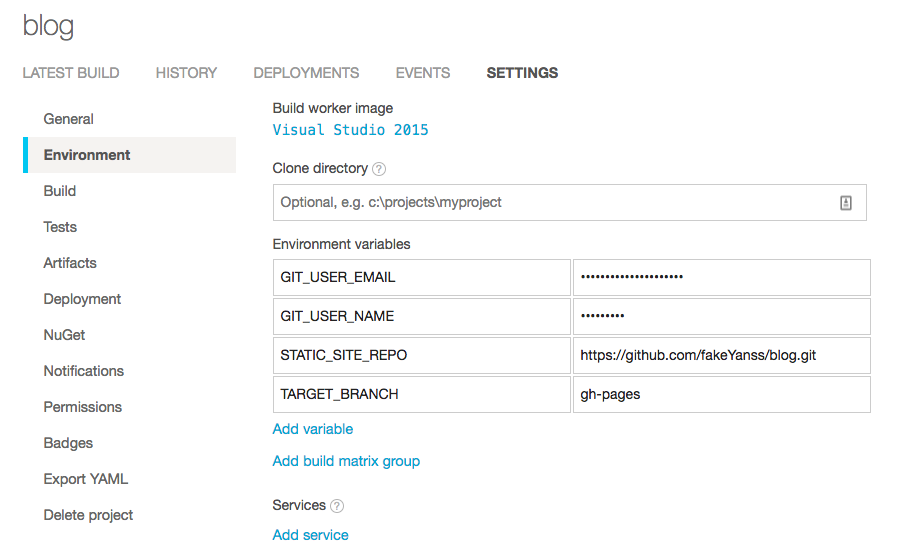 blog
LATEST BUILD HISTORY DEPLOYMENTS EVENTS SETTINGS
General
Environment
Build
Tests
Artifacts
Deployment
NuGet
Notifications
Permissions
Badges
Export YAML
Delete project
Build worker image
Visual Studio 2015
Clone directory ?
Optional, e.g. c:\projects\myproject
Environment variables
GIT_USER_EMAIL •••••••••••••••••••••
GIT_USER_NAME •••••••••
STATIC_SITE_REPO https://github.com/fakeYanss/blog.git
TARGET_BRANCH gh-pages
Add variable
Add build matrix group
Services ?
Add service